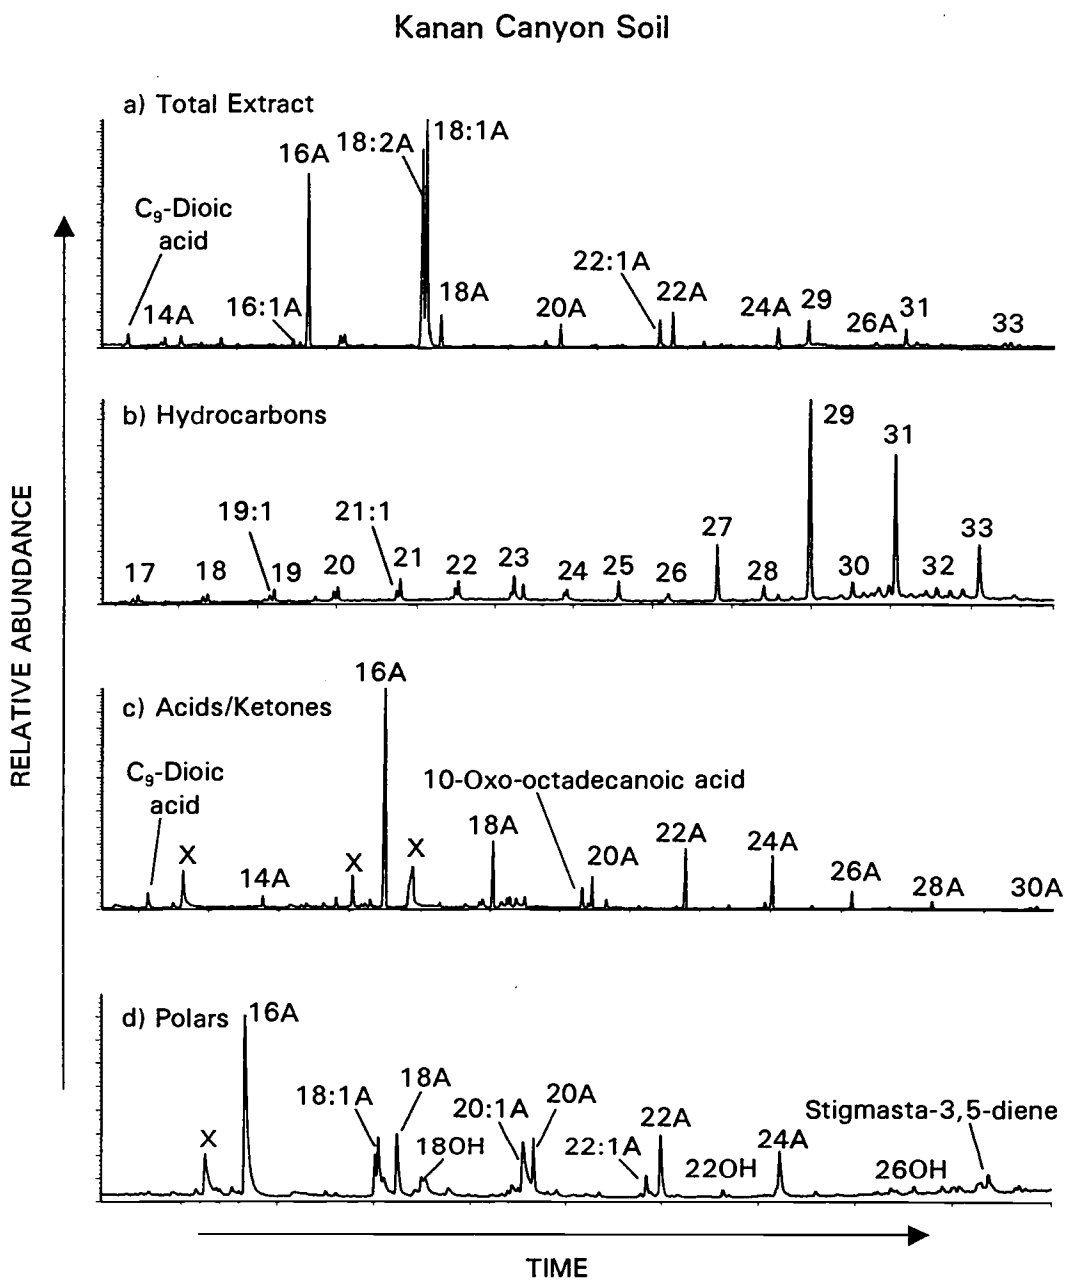 Kanan Canyon Soil
a) Total Extract
18:2A
18:1A
16A
C₉-Dioic
acid
22:1A
16:1A
14A
18A
20A
22A
24A
29
26A
31
33
b) Hydrocarbons
29
31
19:1
21:1
27
33
17
18
19
20
21
22
23
24
25
26
28
30
32
RELATIVE ABUNDANCE
16A
c) Acids/Ketones
C₉-Dioic
acid
10-Oxo-octadecanoic acid
X
14A
X
X
18A
20A
22A
24A
26A
28A
30A
d) Polars
16A
X
18:1A
18A
18OH
20:1A
20A
22:1A
22A
22OH
24A
26OH
Stigmasta-3,5-diene
TIME